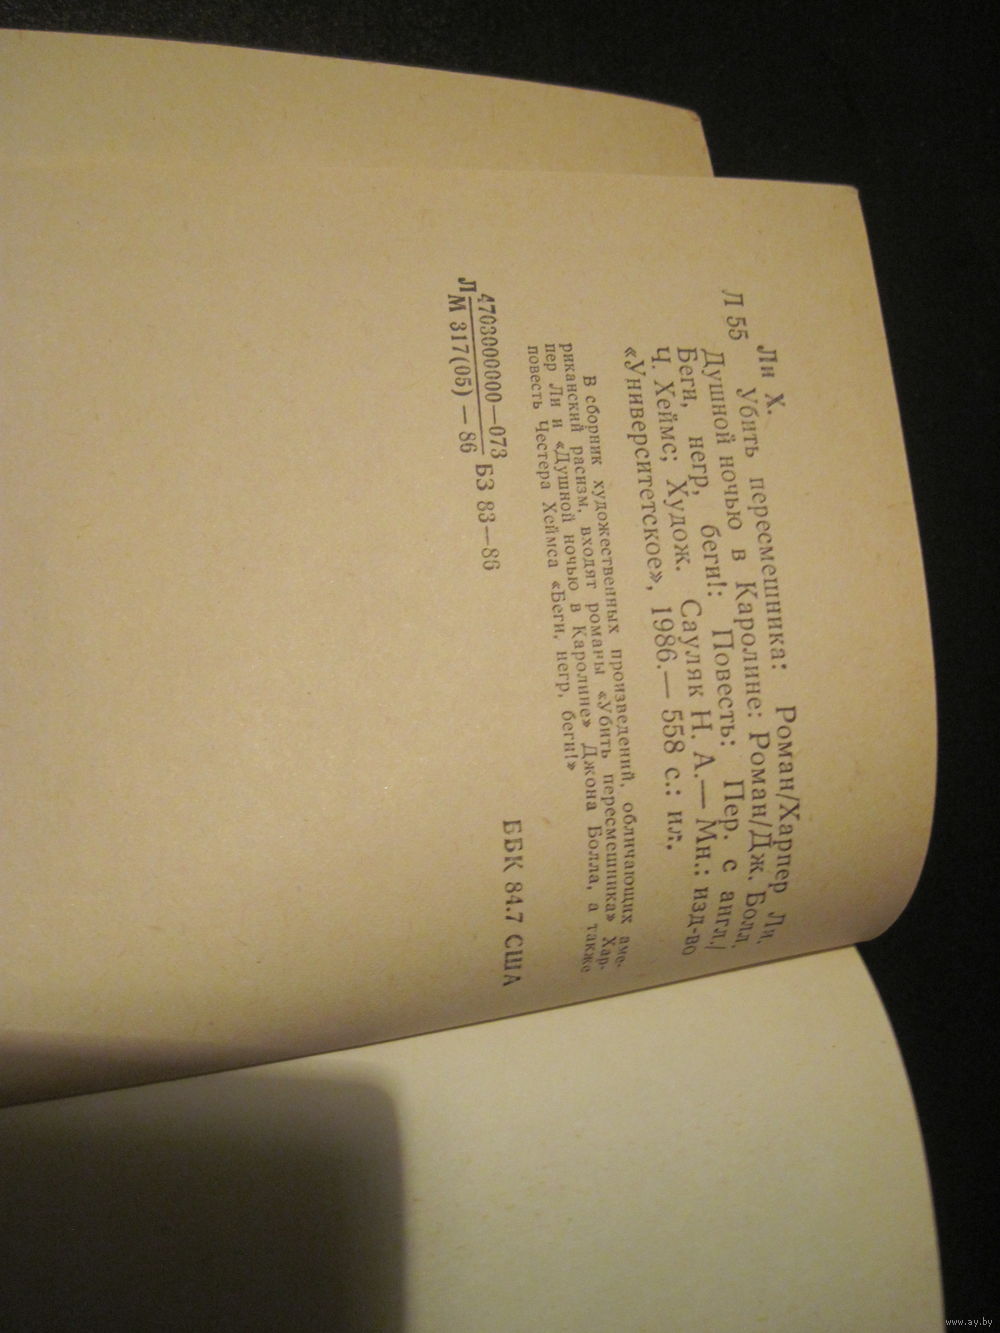 Ли Х.
Л 55 Убить пересмешника: Роман/Харпер Ли.
Душной ночью в Каролине: Роман/Дж. Болл.
Беги, негр, беги!: Повесть: Пер. с англ./
Ч. Хеймс; Худож. Сауляк Н. А.— Мн.: изд-во
«Университетское», 1986.— 558 с.: ил.
В сборник художественных произведений, обличающих аме-
риканский расизм, входят романы «Убить пересмешника» Хар-
пер Ли и «Душной ночью в Каролине» Джона Болла, а также
повесть Честера Хеймса «Беги, негр, беги!»
Л 4703000000—073 БЗ 83—86
М 317(05) — 86
ББК 84.7 США
www.ay.by